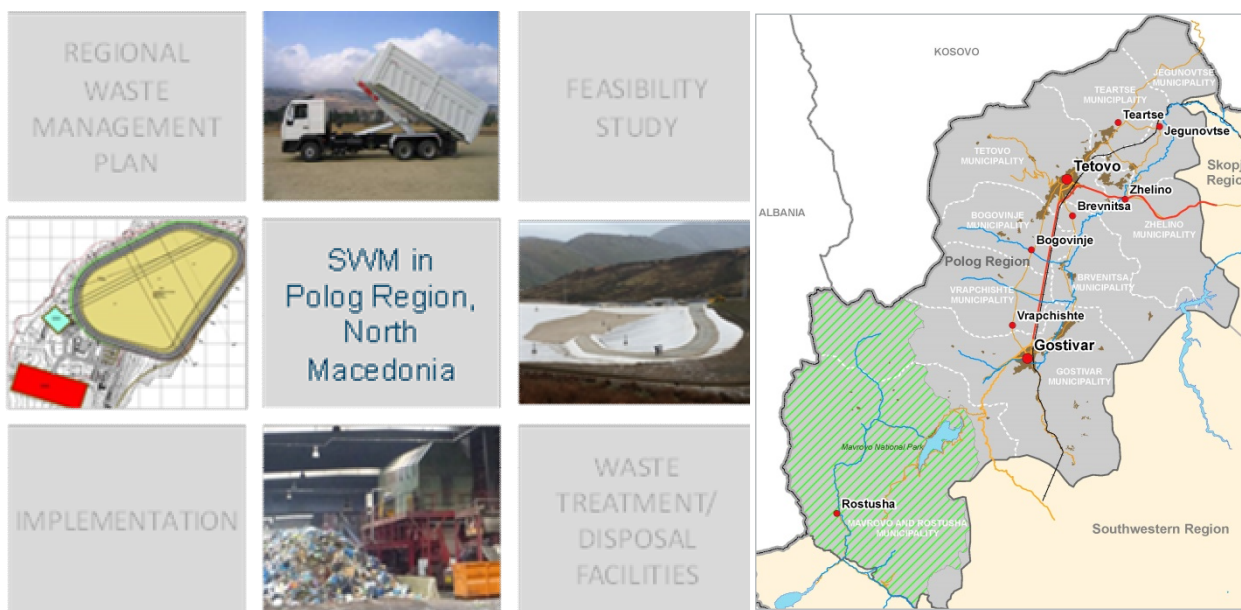 REGIONAL
WASTE
MANAGEMENT
PLAN
FEASIBILITY
STUDY
SWM in
Polog Region,
North
Macedonia
IMPLEMENTATION
WASTE
TREATMENT/
DISPOSAL
FACILITIES
KOSOVO
JEGUNOVTSE
MUNICIPALITY
TEARTSE
MUNICIPLAITY
Teartse
Jegunovtse
TETOVO
MUNICIPALITY
Tetovo
Skopj
Regio
Zhelino
Brevnitsa
ALBANIA
BOGOVINJE
MUNICIPALITY
ZHELINO
MUNICIPALITY
Bogovinje
Polog Region
BRVENITSA
MUNICIPALITY
VRAPCHISHTE
MUNICIPALITY
Vrapchishte
Gostivar
GOSTIVAR
MUNICIPALITY
Mavrovo National Park
Rostusha
MAVROVO AND ROSTUSHA
MUNICIPALITY
Southwestern Region